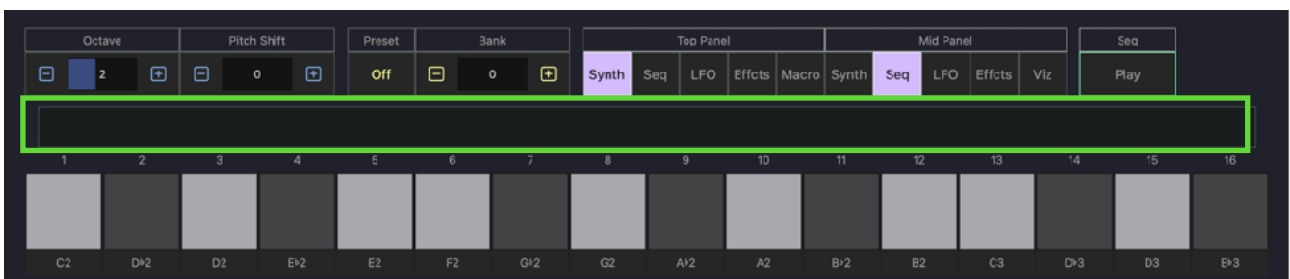 Octave Pitch Shift Preset Bank Top Panel Mid Panel Seq
2 0 Off 0 Synth Seq LFO Effcts Macro Synth Seq LFO Effcts Viz Play
1 2 3 4 5 6 7 8 9 10 11 12 13 14 15 16
C2 D♭2 D2 E♭2 E2 F2 G♭2 G2 A♭2 A2 B♭2 B2 C3 D♭3 D3 E♭3